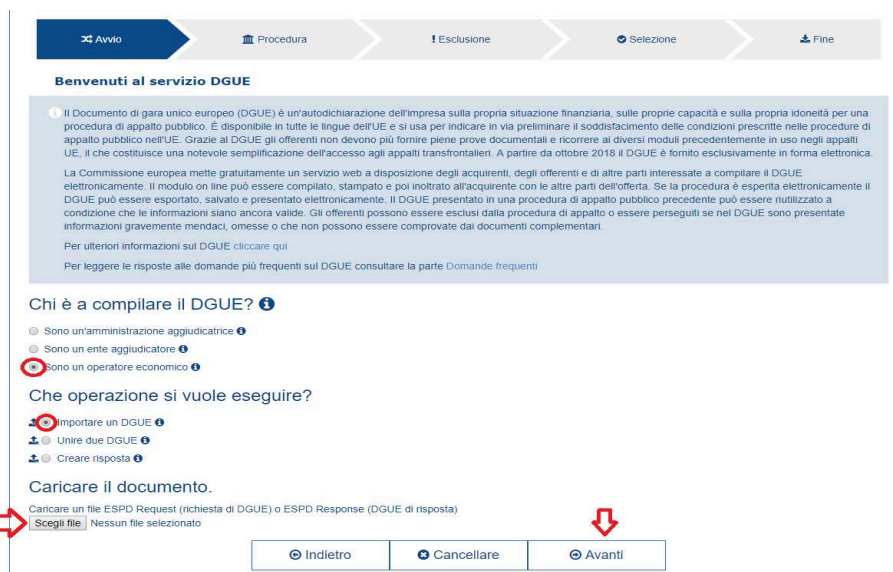 Avvio
Procedura
Esclusione
Selezione
Fine
Benvenuti al servizio DGUE
Il Documento di gara unico europeo (DGUE) è un'autodichiarazione dell'impresa sulla propria situazione finanziaria, sulle proprie capacità e sulla propria idoneità per una
procedura di appalto pubblico. É disponibile in tutte le lingue dell'UE e si usa per indicare in via preliminare il soddisfacimento delle condizioni prescritte nelle procedure di
appalto pubblico nell'UE. Grazie al DGUE gli offerenti non devono più fornire piene prove documentali e ricorrere ai diversi moduli precedentemente in uso negli appalti
UE, il che costituisce una notevole semplificazione dell'accesso agli appalti transfrontalieri. A partire da ottobre 2018 il DGUE è fornito esclusivamente in forma elettronica.
La Commissione europea mette gratuitamente un servizio web a disposizione degli acquirenti, degli offerenti e di altre parti interessate a compilare il DGUE
elettronicamente. Il modulo on line può essere compilato, stampato e poi inoltrato all'acquirente con le altre parti dell'offerta. Se la procedura è esperita elettronicamente il
DGUE può essere esportato, salvato e presentato elettronicamente. Il DGUE presentato in una procedura di appalto pubblico precedente può essere riutilizzato a
condizione che le informazioni siano ancora valide. Gli offerenti possono essere esclusi dalla procedura di appalto o essere perseguiti se nel DGUE sono presentate
informazioni gravemente mendaci, omesse o che non possono essere comprovate dai documenti complementari.
Per ulteriori informazioni sul DGUE cliccare qui
Per leggere le risposte alle domande più frequenti sul DGUE consultare la parte Domande frequenti
Chi è a compilare il DGUE?
Sono un'amministrazione aggiudicatrice
Sono un ente aggiudicatore
Sono un operatore economico
Che operazione si vuole eseguire?
Importare un DGUE
Unire due DGUE
Creare risposta
Caricare il documento.
Caricare un file ESPD Request (richiesta di DGUE) o ESPD Response (DGUE di risposta)
Scegli file Nessun file selezionato
Indietro
Cancellare
Avanti